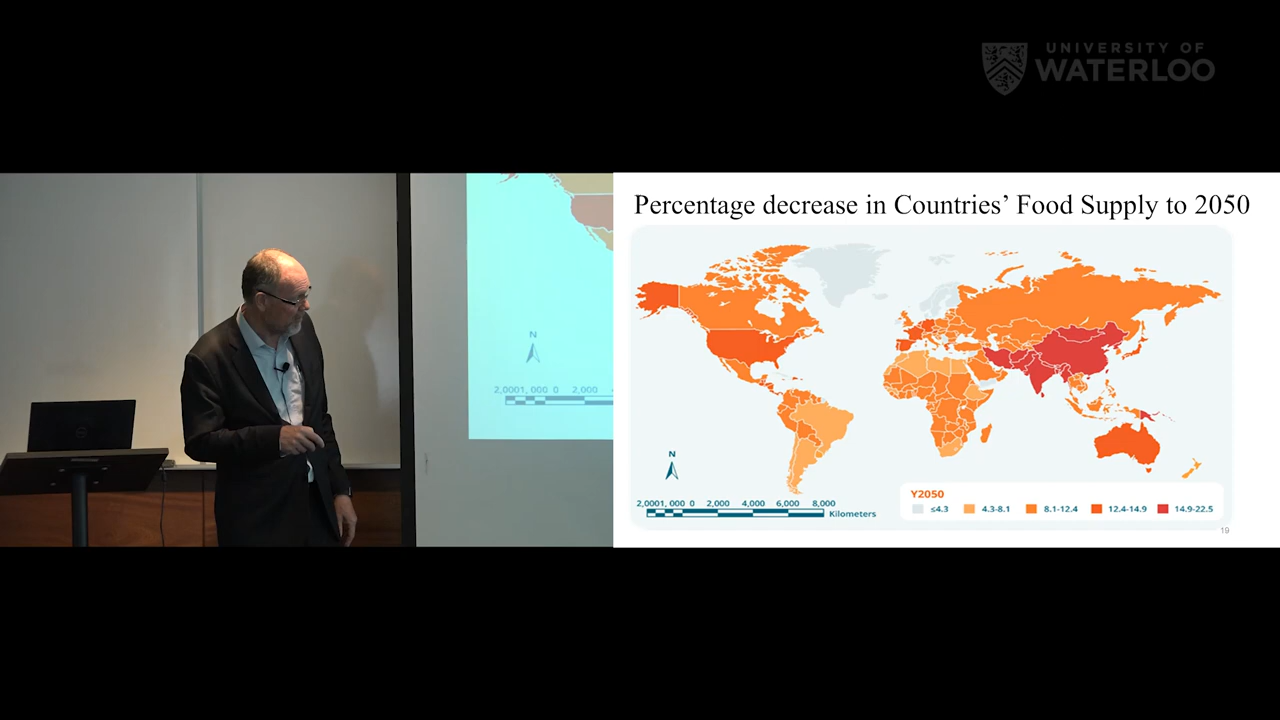 UNIVERSITY OF
WATERLOO
Percentage decrease in Countries’ Food Supply to 2050
N
2,0001,000 0 2,000
N
2,0001,000 0 2,000 4,000 6,000 8,000
Kilometers
Y2050
≤4.3 4.3-8.1 8.1-12.4 12.4-14.9 14.9-22.5
19